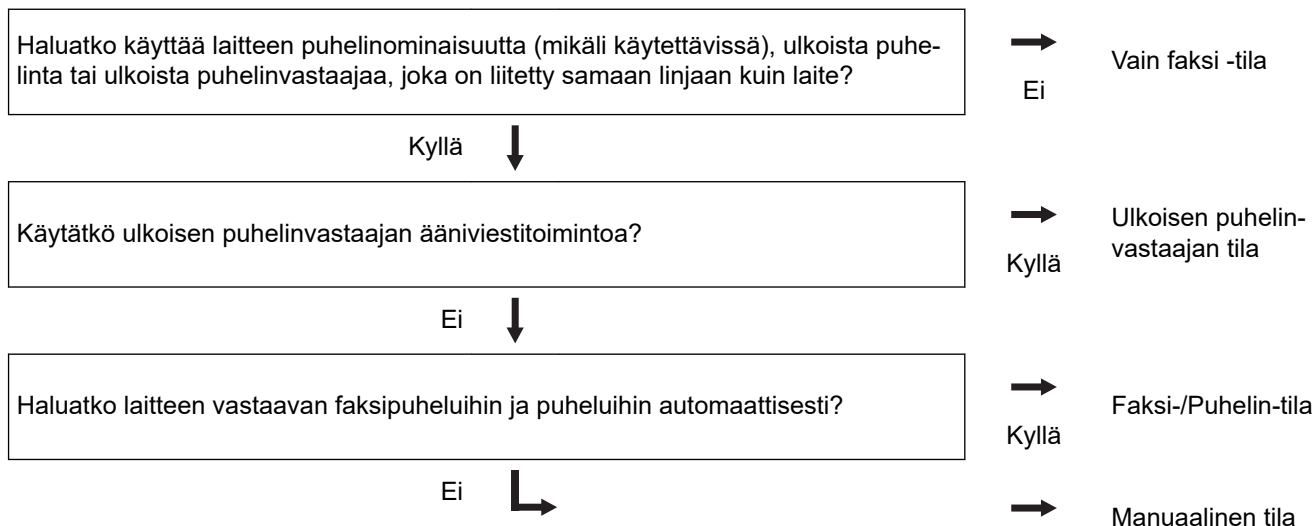 Haluatko käyttää laitteen puhelinominaisuutta (mikäli käytettävissä), ulkoista puhe-
linta tai ulkoista puhelinvastaajaa, joka on liitetty samaan linjaan kuin laite?
Ei
Vain faksi -tila
Kyllä
Käytätkö ulkoisen puhelinvastaajan ääniviestitoimintoa?
Kyllä
Ulkoisen puhelin-
vastaajan tila
Ei
Haluatko laitteen vastaavan faksipuheluihin ja puheluihin automaattisesti?
Kyllä
Faksi-/Puhelin-tila
Ei
Manuaalinen tila